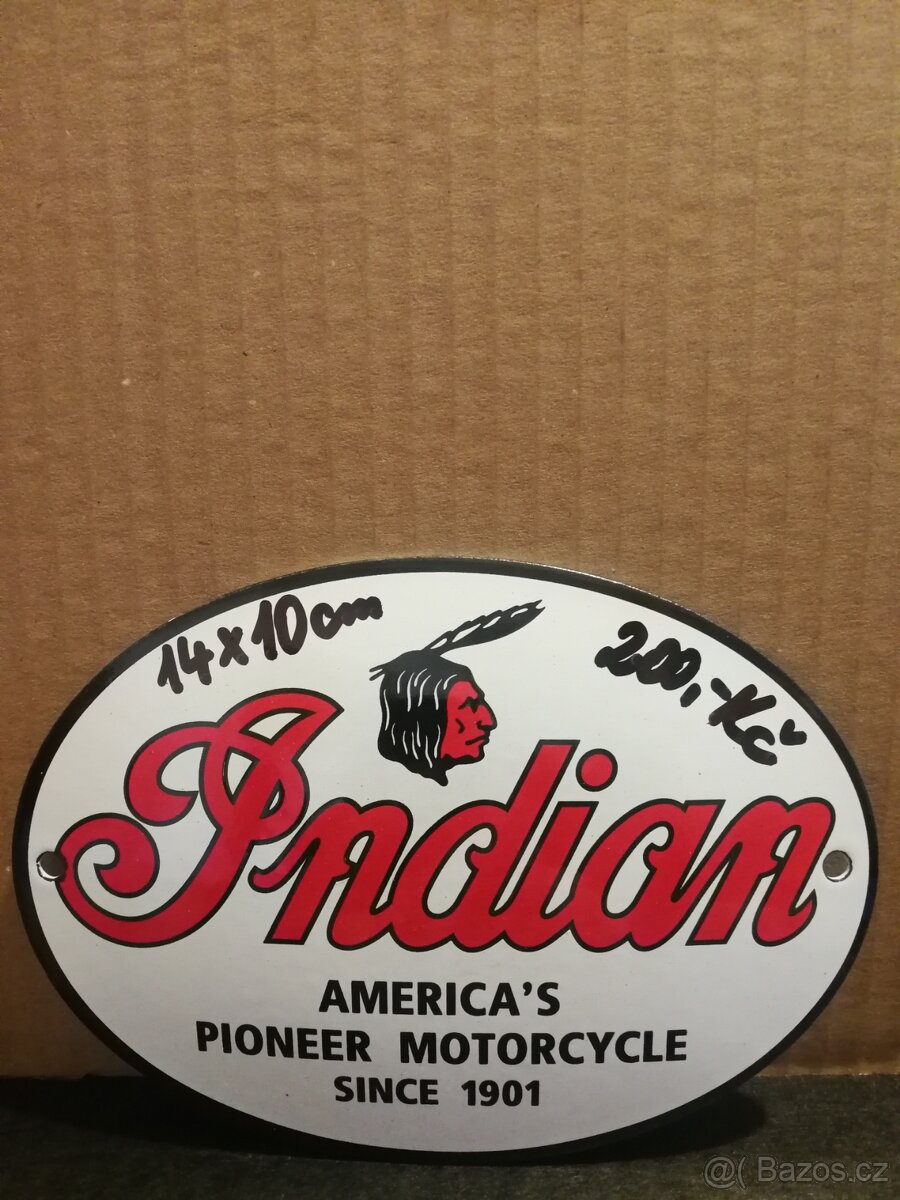 14x10cm
200,-Kč
Indian
AMERICA'S
PIONEER MOTORCYCLE
SINCE 1901
@( Bazos.cz